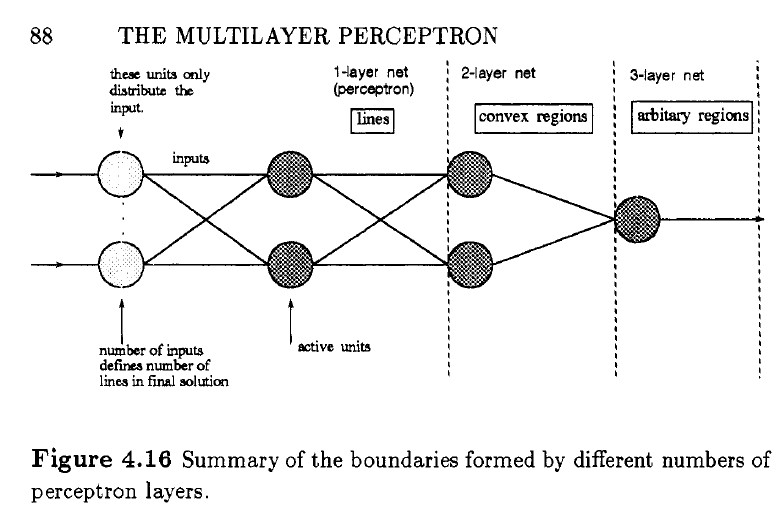 88 THE MULTILAYER PERCEPTRON
these units only
distribute the
input.
1-layer net
(perceptron)
lines
2-layer net
convex regions
3-layer net
arbitary regions
inputs
number of inputs
defines number of
lines in final solution
active units
Figure 4.16 Summary of the boundaries formed by different numbers of
perceptron layers.